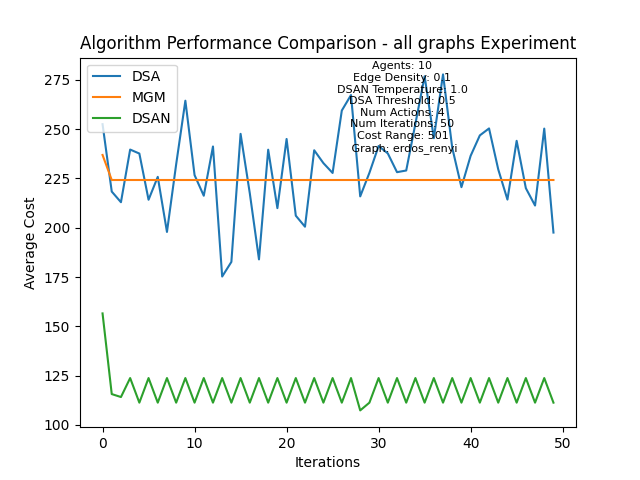 Algorithm Performance Comparison - all graphs Experiment
DSA
MGM
DSAN
Agents: 10
Edge Density: 0.1
DSAN Temperature: 1.0
DSA Threshold: 0.5
Num Actions: 4
Num Iterations: 50
Cost Range: 101
Graph: erdos_renyi
Average Cost
275
250
225
200
175
150
125
100
0
10
20
30
40
50
Iterations